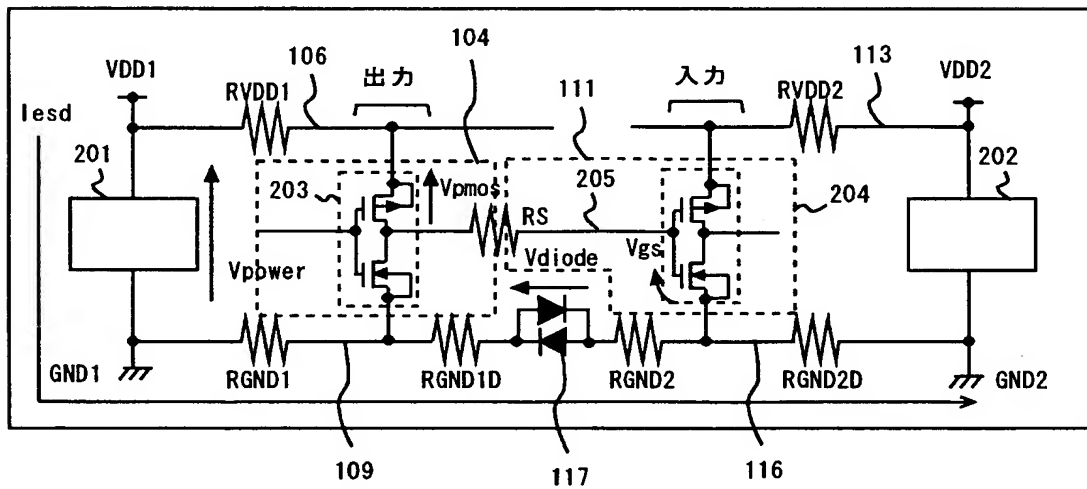 104
106
出力
入力
113
VDD1
RVDD1
111
RVDD2
VDD2
Iesd
201
203
Vpmos
205
204
202
RS
Vpower
Vdiode
Vgs
GND1
RGND1
RGND1D
RGND2
RGND2D
GND2
109
117
116